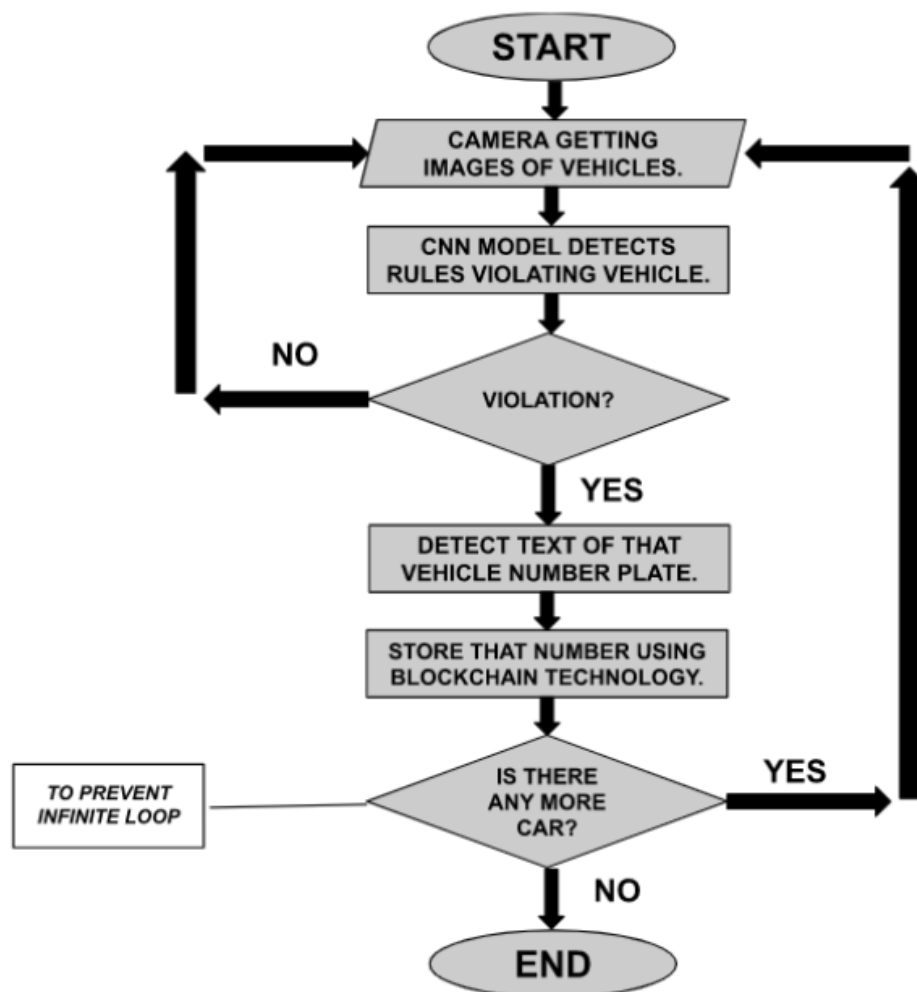 START
CAMERA GETTING
IMAGES OF VEHICLES.
CNN MODEL DETECTS
RULES VIOLATING VEHICLE.
NO
VIOLATION?
YES
DETECT TEXT OF THAT
VEHICLE NUMBER PLATE.
STORE THAT NUMBER USING
BLOCKCHAIN TECHNOLOGY.
TO PREVENT
INFINITE LOOP
IS THERE
ANY MORE
CAR?
YES
NO
END